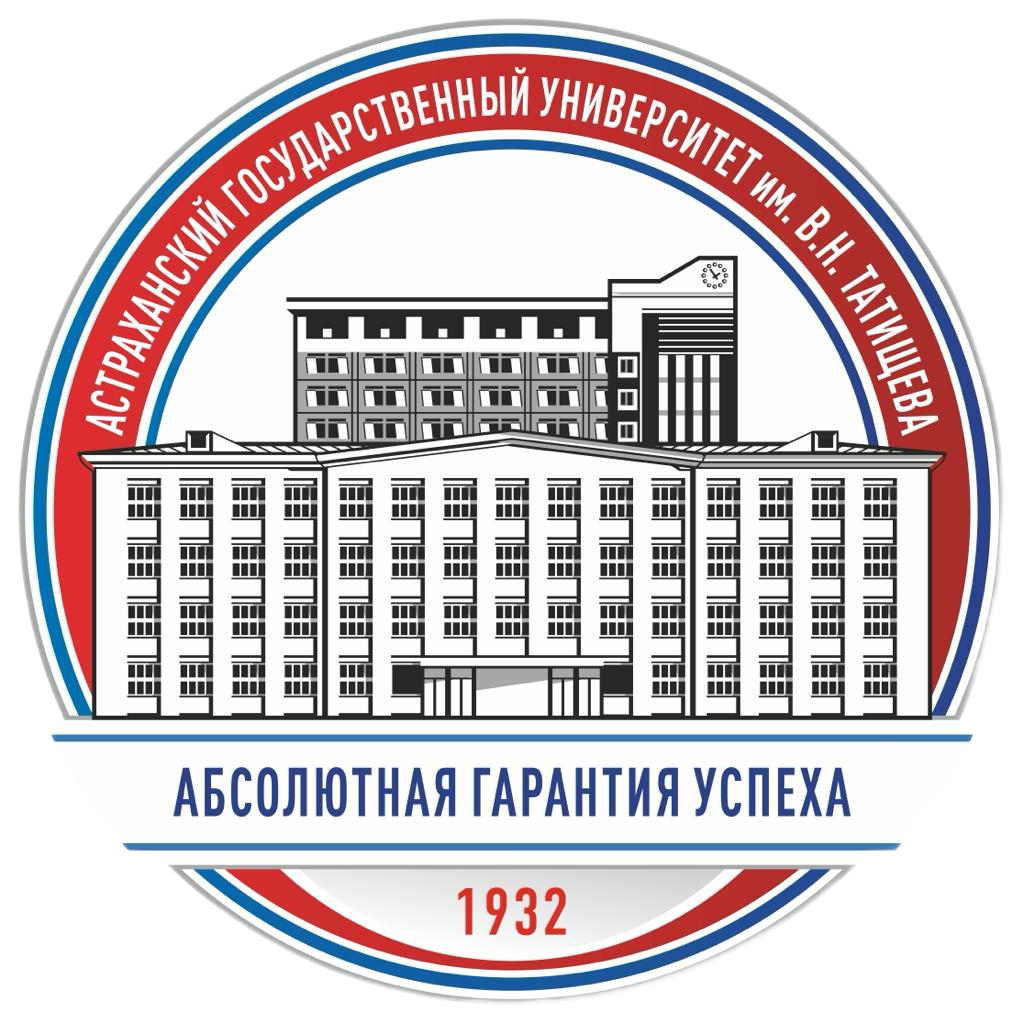 АСТРАХАНСКИЙ ГОСУДАРСТВЕННЫЙ УНИВЕРСИТЕТ им. В.Н. ТАТИЩЕВА
АБСОЛЮТНАЯ ГАРАНТИЯ УСПЕХА
1932